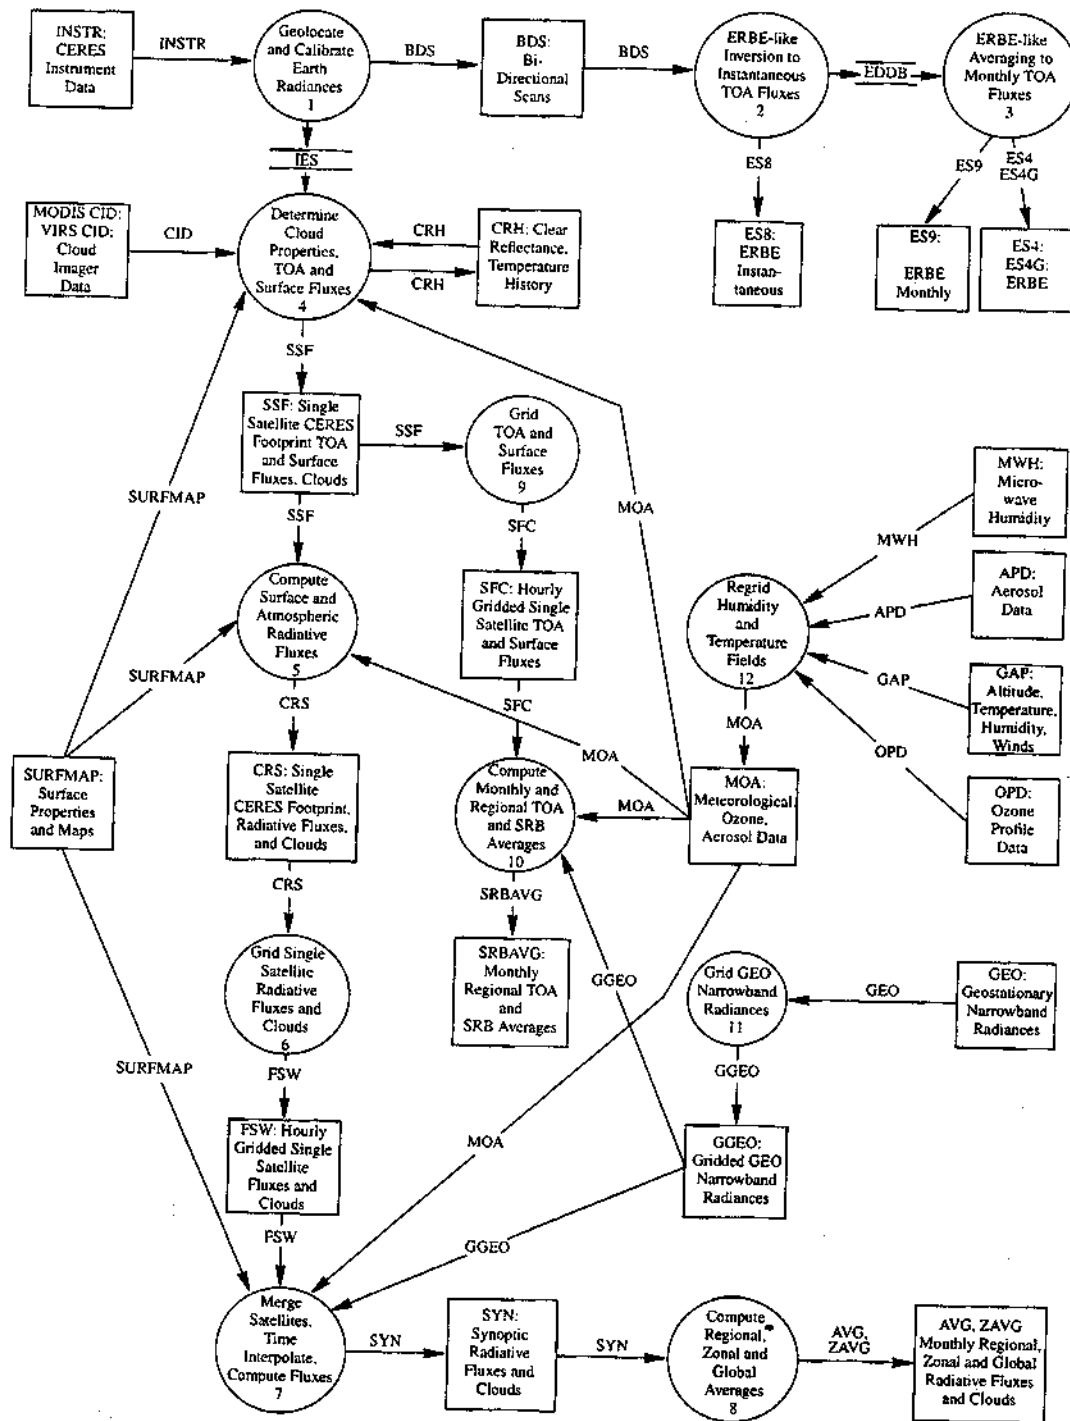 INSTR:
CERES
Instrument
Data
INSTR
Geolocate
and Calibrate
Earth
Radiances
1
BDS
BDS:
Bi-
Directional
Scans
BDS
ERBE-like
Inversion to
Instantaneous
TOA Fluxes
2
EDDB
ERBE-like
Averaging to
Monthly TOA
Fluxes
3
IES
ES8
ES9
ES4
ES4G
MODIS CID:
VIRS CID:
Cloud
Imager
Data
CID
Determine
Cloud
Properties,
TOA and
Surface Fluxes
4
CRH
CRH
CRH: Clear
Reflectance,
Temperature
History
ES8:
ERBE
Instan-
taneous
ES9:
ERBE
Monthly
ES4:
ES4G:
ERBE
SSF
SSF: Single
Satellite CERES
Footprint TOA
and Surface
Fluxes, Clouds
SSF
Grid
TOA and
Surface
Fluxes
9
SURFMAP
MOA
MWH:
Micro-
wave
Humidity
SSF
SFC
MWH
Compute
Surface and
Atmospheric
Radiative
Fluxes
5
SFC: Hourly
Gridded Single
Satellite TOA
and Surface
Fluxes
Regrid
Humidity
and
Temperature
Fields
12
APD
APD:
Aerosol
Data
SURFMAP
GAP
GAP:
Altitude,
Temperature,
Humidity,
Winds
CRS
SFC
MOA
OPD
SURFMAP:
Surface
Properties
and Maps
CRS: Single
Satellite
CERES Footprint,
Radiative Fluxes,
and Clouds
MOA
Compute
Monthly and
Regional TOA
and SRB
Averages
10
MOA
MOA:
Meteorological,
Ozone,
Aerosol Data
OPD:
Ozone
Profile
Data
CRS
SRBAVG
Grid Single
Satellite
Radiative
Fluxes and
Clouds
6
SRBAVG:
Monthly
Regional TOA
and
SRB Averages
GGEO
Grid GEO
Narrowband
Radiances
11
GEO
GEO:
Geostationary
Narrowband
Radiances
SURFMAP
FSW
GGEO
FSW: Hourly
Gridded Single
Satellite
Fluxes and
Clouds
MOA
GGEO:
Gridded GEO
Narrowband
Radiances
FSW
GGEO
Merge
Satellites,
Time
Interpolate,
Compute Fluxes
7
SYN
SYN:
Synoptic
Radiative
Fluxes and
Clouds
SYN
Compute
Regional,
Zonal and
Global
Averages
8
AVG,
ZAVG
AVG, ZAVG
Monthly Regional,
Zonal and Global
Radiative Fluxes
and Clouds